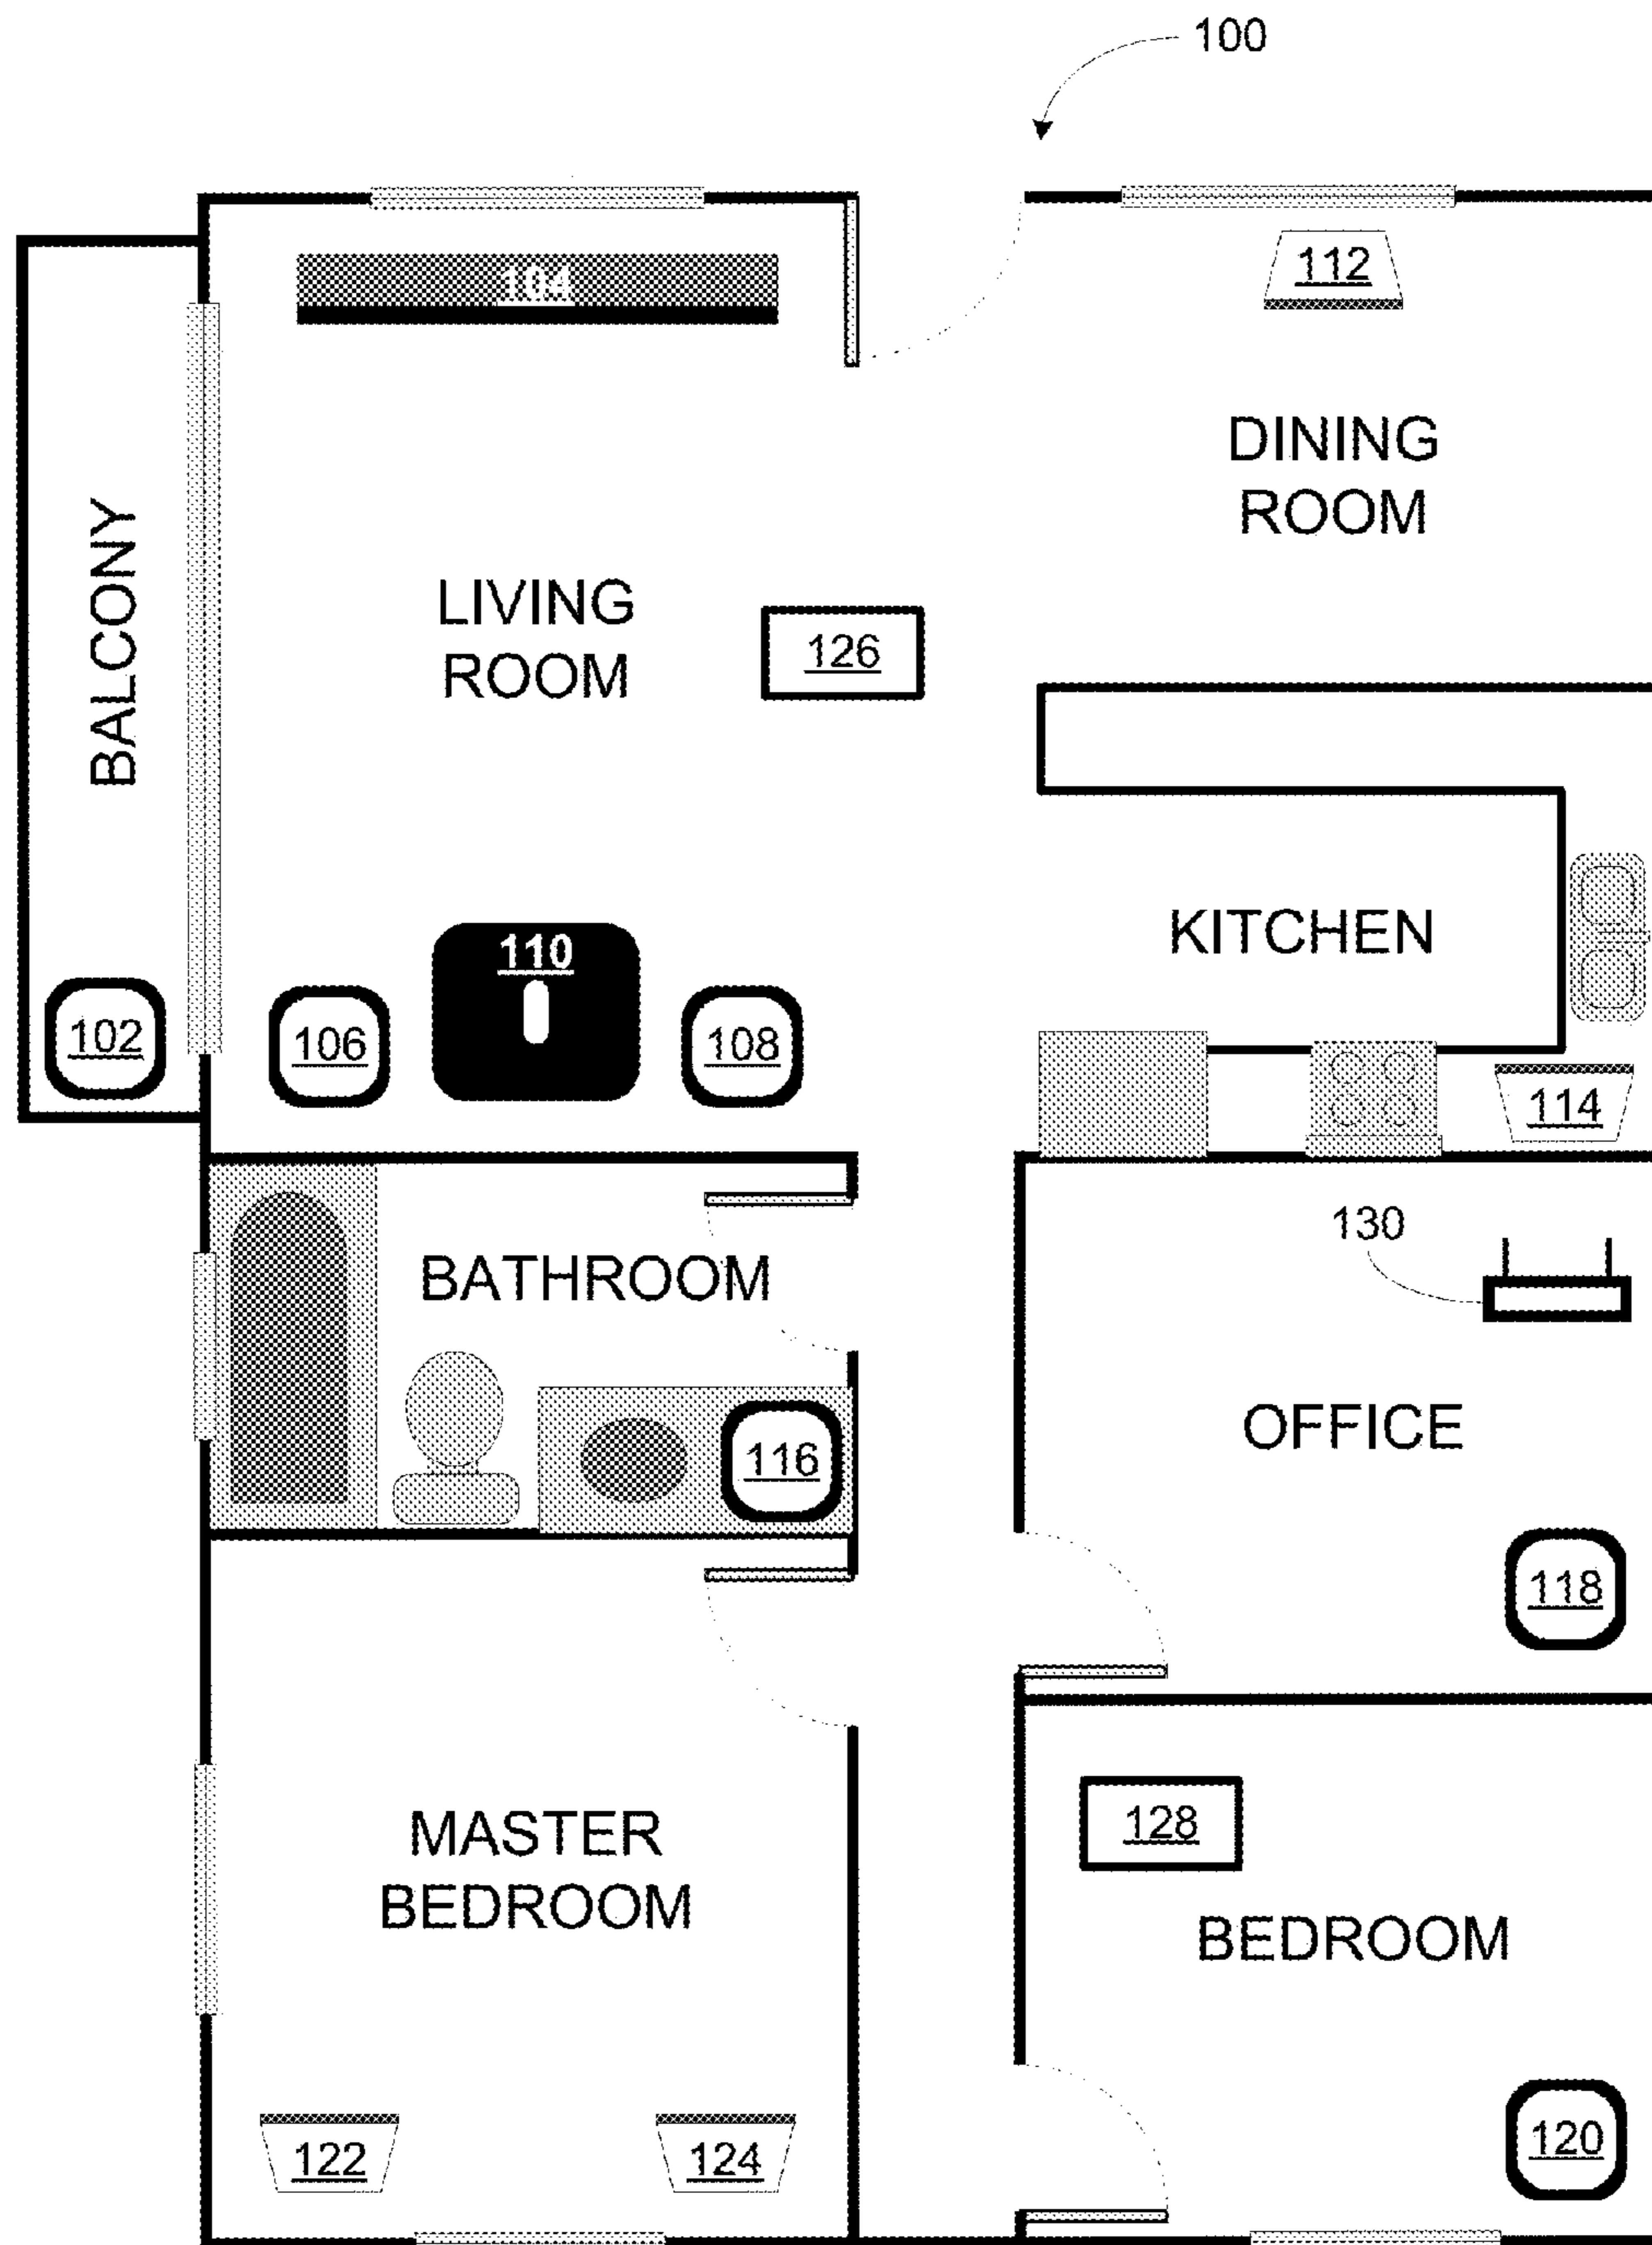 100
104
112
DINING
ROOM
BALCONY
LIVING
ROOM
126
110
KITCHEN
102
106
108
114
130
BATHROOM
OFFICE
116
118
MASTER
BEDROOM
128
BEDROOM
122
124
120